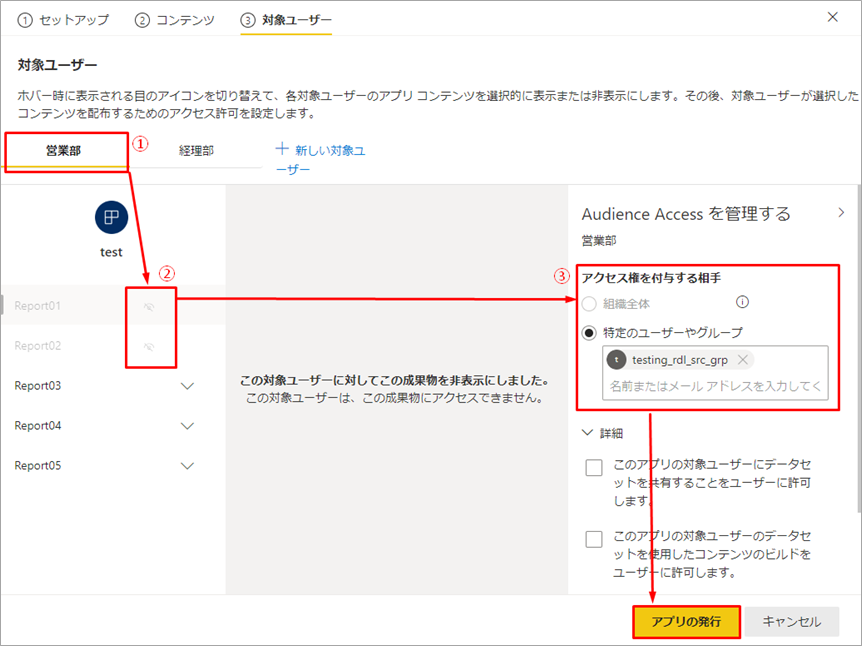 ① セットアップ ② コンテンツ ③ 対象ユーザー
対象ユーザー
ホバー時に表示される目のアイコンを切り替えて、各対象ユーザーのアプリ コンテンツを選択的に表示または非表示にします。その後、対象ユーザーが選択した
コンテンツを配布するためのアクセス許可を設定します。
営業部 ① 経理部 新しい対象ユ
ーザー
test
②
Report01
Report02
Report03
Report04
Report05
この対象ユーザーに対してこの成果物を非表示にしました。
この対象ユーザーは、この成果物にアクセスできません。
Audience Access を管理する
営業部
③ アクセス権を付与する相手
組織全体
特定のユーザーやグループ
t testing_rdl_src_grp
名前またはメール アドレスを入力してく
詳細
このアプリの対象ユーザーにデータセ
ットを共有することをユーザーに許可
します。
このアプリの対象ユーザーのデータセ
ットを使用したコンテンツのビルドを
ユーザーに許可します。
アプリの発行 キャンセル